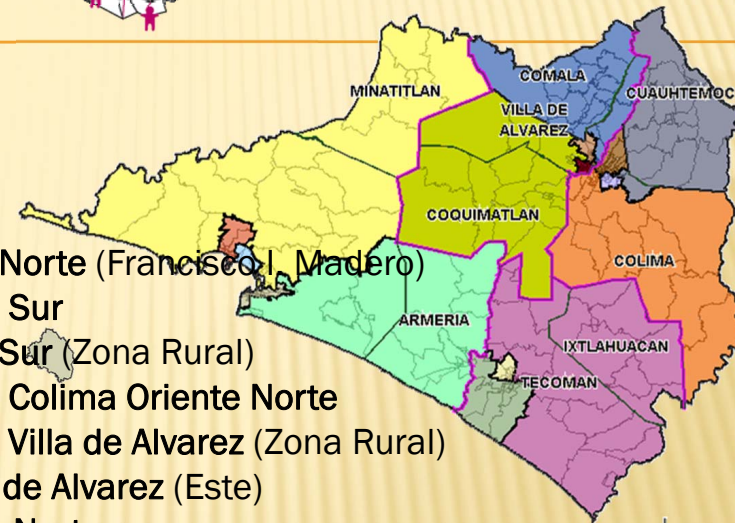 COMALA
MINATITLAN
CUAUHTEMOC
VILLA DE
ALVAREZ
COQUIMATLAN
COLIMA
Norte (Francisco I. Madero)
Sur
ARMERIA
IXTLAHUACAN
Sur (Zona Rural)
TECOMAN
Colima Oriente Norte
Villa de Alvarez (Zona Rural)
de Alvarez (Este)